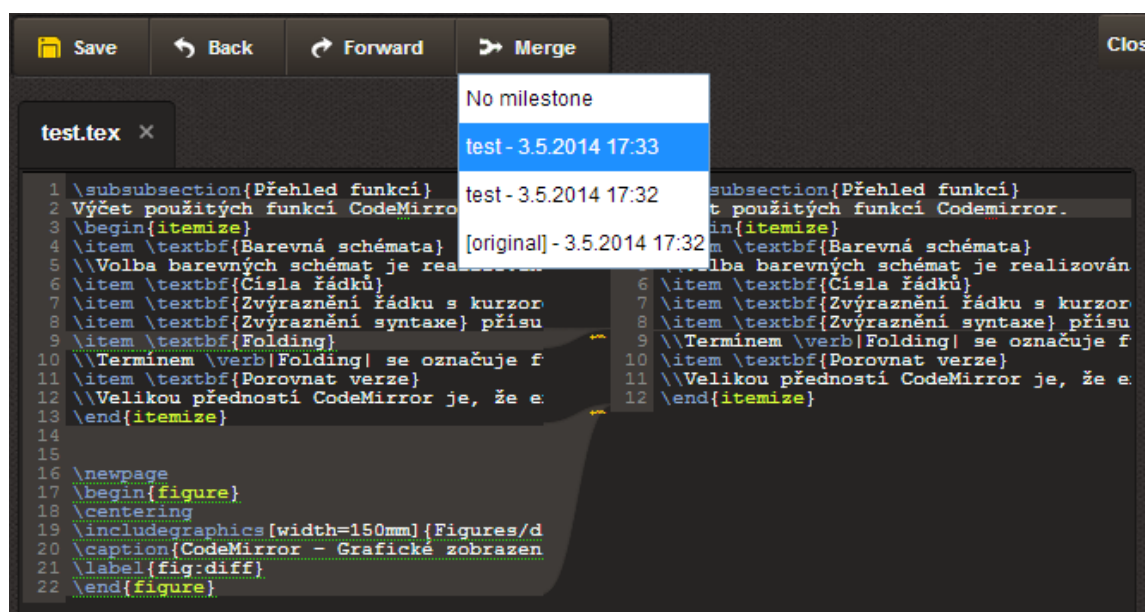 Save Back Forward Merge Clos
No milestone
test - 3.5.2014 17:33
test - 3.5.2014 17:32
[original] - 3.5.2014 17:32
test.tex ×
1 \subsubsection{Přehled funkcí}
2 Výčet použitých funkcí CodeMirro
3 \begin{itemize}
4 \item \textbf{Barevná schémata}
5 \\Volba barevných schémat je
6 \item \textbf{Čísla řádků}
7 \item \textbf{Zvýraznění řádku s kurzor
8 \item \textbf{Zvýraznění syntaxe} přísu
9 \item \textbf{Folding}
10 \\Termínem \verb|Folding| se označuje f
11 \item \textbf{Porovnat verze}
12 \\Velikou předností CodeMirror je, že e
13 \end{itemize}
14
15
16 \newpage
17 \begin{figure}
18 \centering
19 \includegraphics[width=150mm]{Figures/d
20 \caption{CodeMirror – Grafické zobrazen
21 \label{fig:diff}
22 \end{figure}
subsection{Přehled funkcí}
t použitých funkcí Codemirror.
in{itemize}
m \textbf{Barevná schémata}
lba barevných schémat je realizován
6 \item \textbf{Čísla řádků}
7 \item \textbf{Zvýraznění řádku s kurzor
8 \item \textbf{Zvýraznění syntaxe} přísu
9 \\Termínem \verb|Folding| se označuje f
10 \item \textbf{Porovnat verze}
11 \\Velikou předností CodeMirror je, že e
12 \end{itemize}